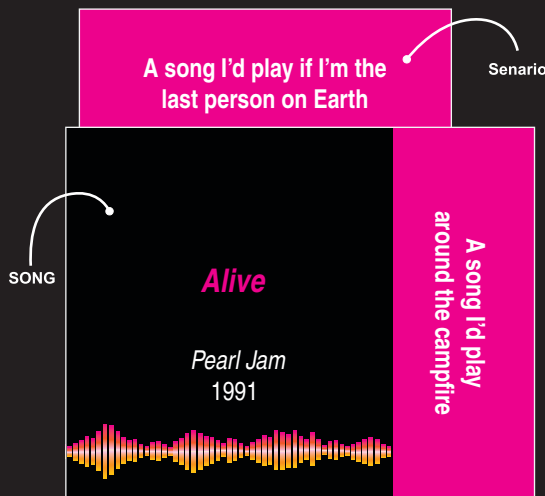 A song I'd play if I'm the
last person on Earth
Senario
SONG
Alive
Pearl Jam
1991
A song I'd play
around the campfire